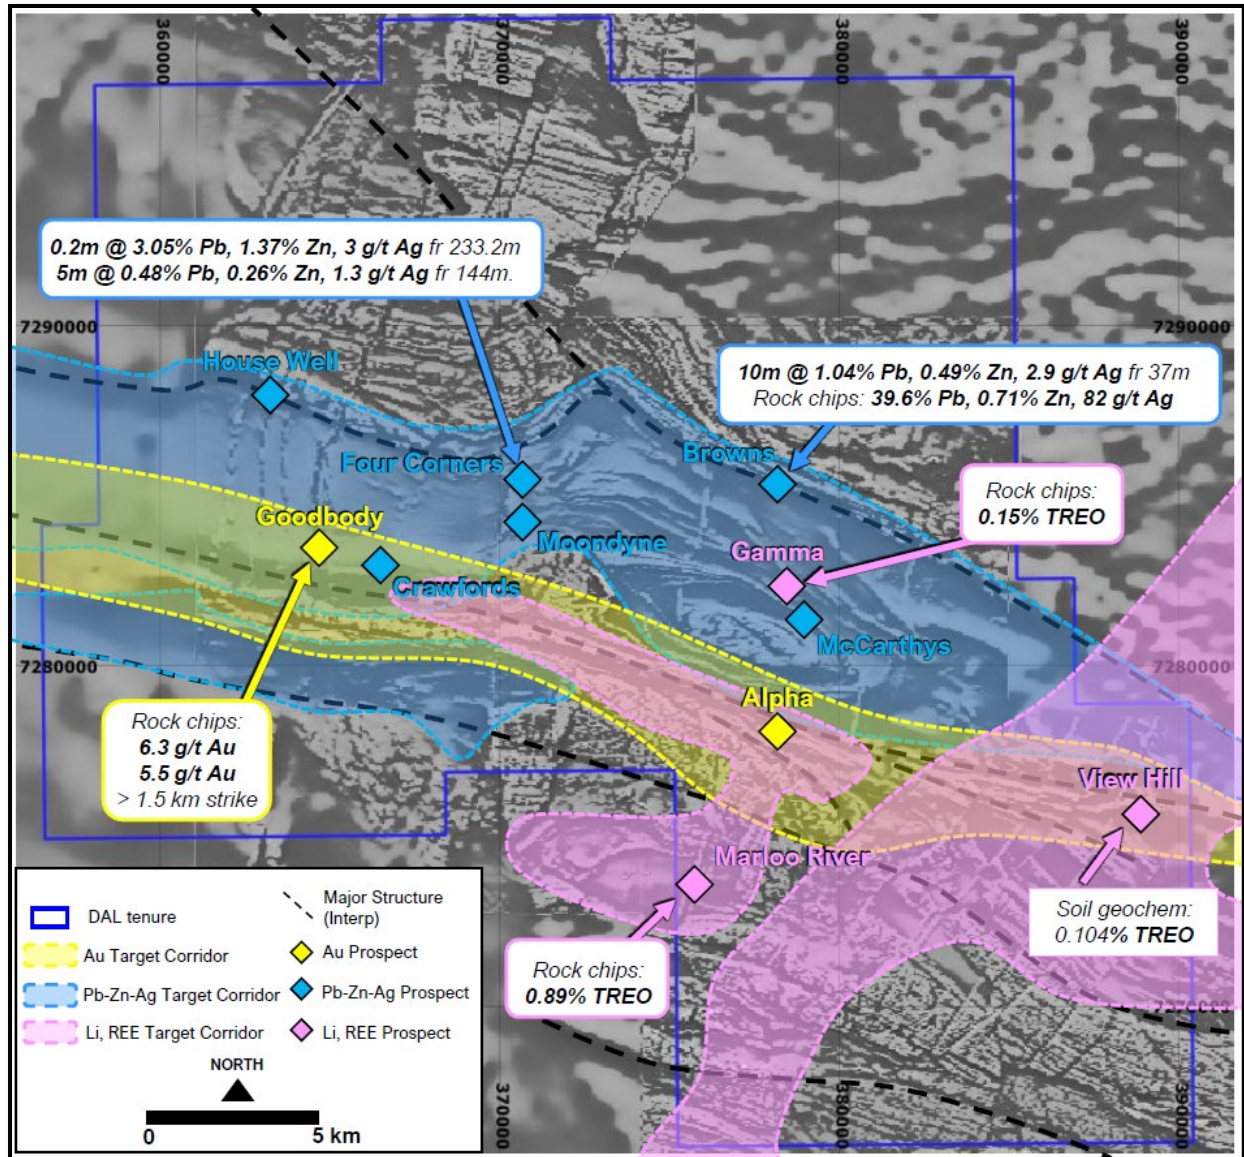 360000
370000
380000
390000
0.2m @ 3.05% Pb, 1.37% Zn, 3 g/t Ag fr 233.2m
5m @ 0.48% Pb, 0.26% Zn, 1.3 g/t Ag fr 144m.
7290000
7290000
House Well
10m @ 1.04% Pb, 0.49% Zn, 2.9 g/t Ag fr 37m
Rock chips: 39.6% Pb, 0.71% Zn, 82 g/t Ag
Four Corners
Browns
Rock chips:
0.15% TREO
Goodbody
Moondyne
Gamma
Crawfords
McCarthys
7280000
7280000
Alpha
Rock chips:
6.3 g/t Au
5.5 g/t Au
> 1.5 km strike
View Hill
Marloo River
Soil geochem:
0.104% TREO
Rock chips:
0.89% TREO
7270000
DAL tenure
Major Structure
(Interp)
Au Target Corridor
Au Prospect
Pb-Zn-Ag Target Corridor
Pb-Zn-Ag Prospect
Li, REE Target Corridor
Li, REE Prospect
NORTH
0
5 km
370000
380000
390000